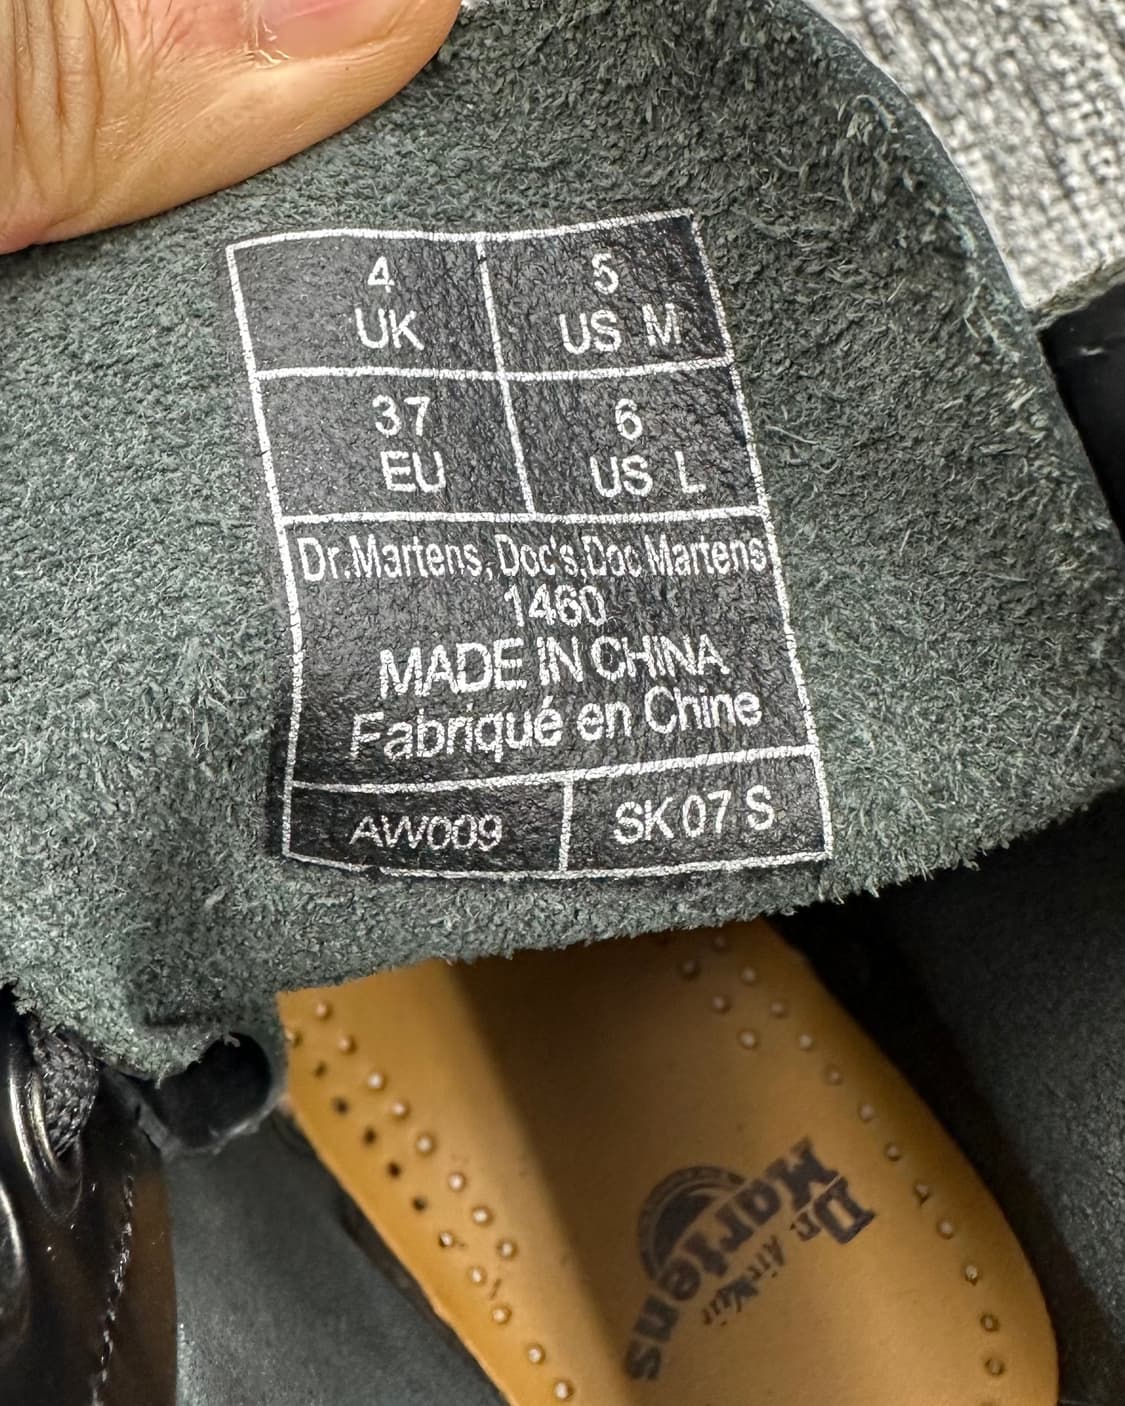 4
UK
5
US M
37
EU
6
US L
Dr.Martens, Doc's,Doc Martens
1460
MADE IN CHINA
Fabriqué en Chine
AW009
SK07 S
Dr.
Martens
AirWair